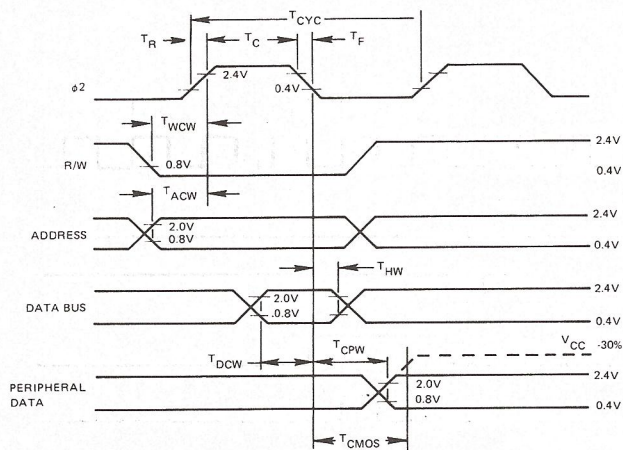 T_CYC
T_R T_C T_F
2.4V
ϕ2 0.4V
T_WCW
R/W 0.8V 2.4V
0.4V
T_ACW
2.4V
ADDRESS 2.0V
0.8V 0.4V
T_HW
2.4V
DATA BUS 2.0V
.0.8V 0.4V
T_DCW T_CPW V_CC -30%
2.4V
PERIPHERAL 2.0V
DATA 0.8V 0.4V
T_CMOS